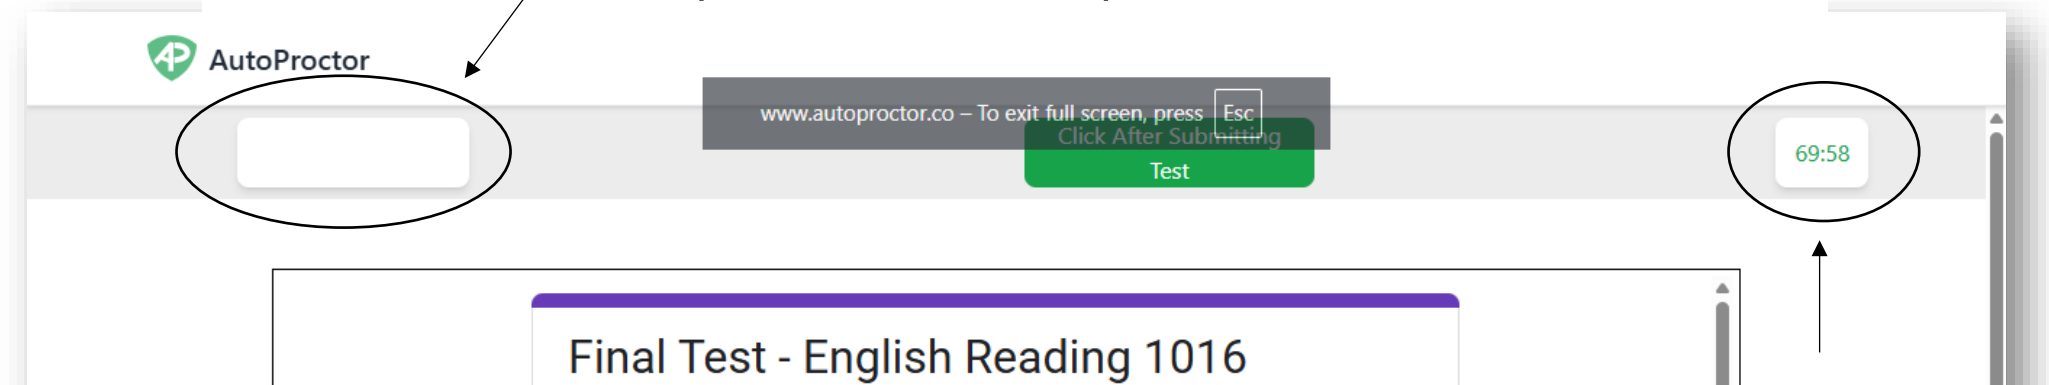 AutoProctor
www.autoproctor.co – To exit full screen, press Esc
Click After Submitting
Test
69:58
Final Test - English Reading 1016